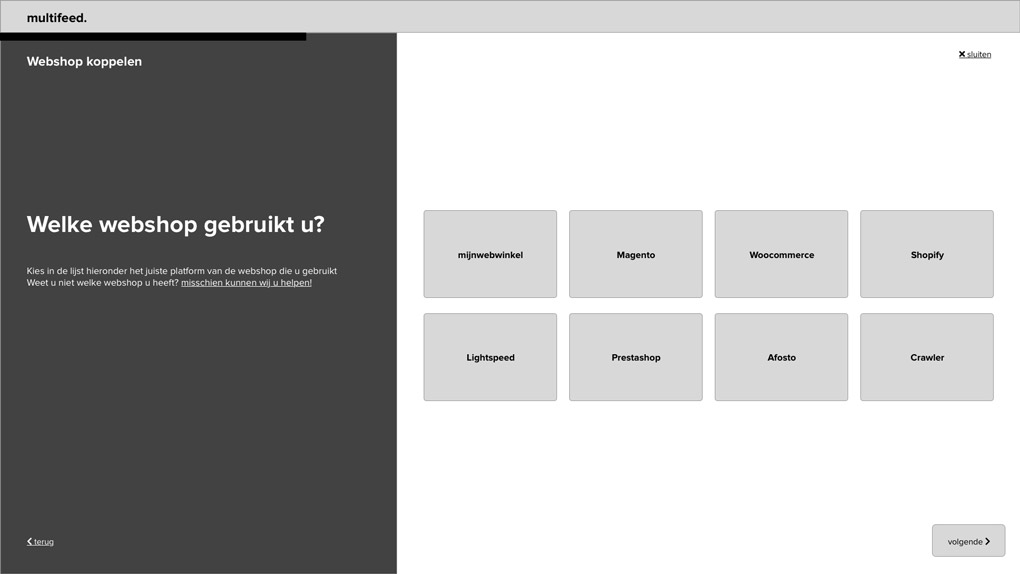 multifeed.
Webshop koppelen
sluiten
Welke webshop gebruikt u?
Kies in de lijst hieronder het juiste platform van de webshop die u gebruikt
Weet u niet welke webshop u heeft? misschien kunnen wij u helpen!
mijnwebwinkel
Magento
Woocommerce
Shopify
Lightspeed
Prestashop
Afosto
Crawler
terug
volgende